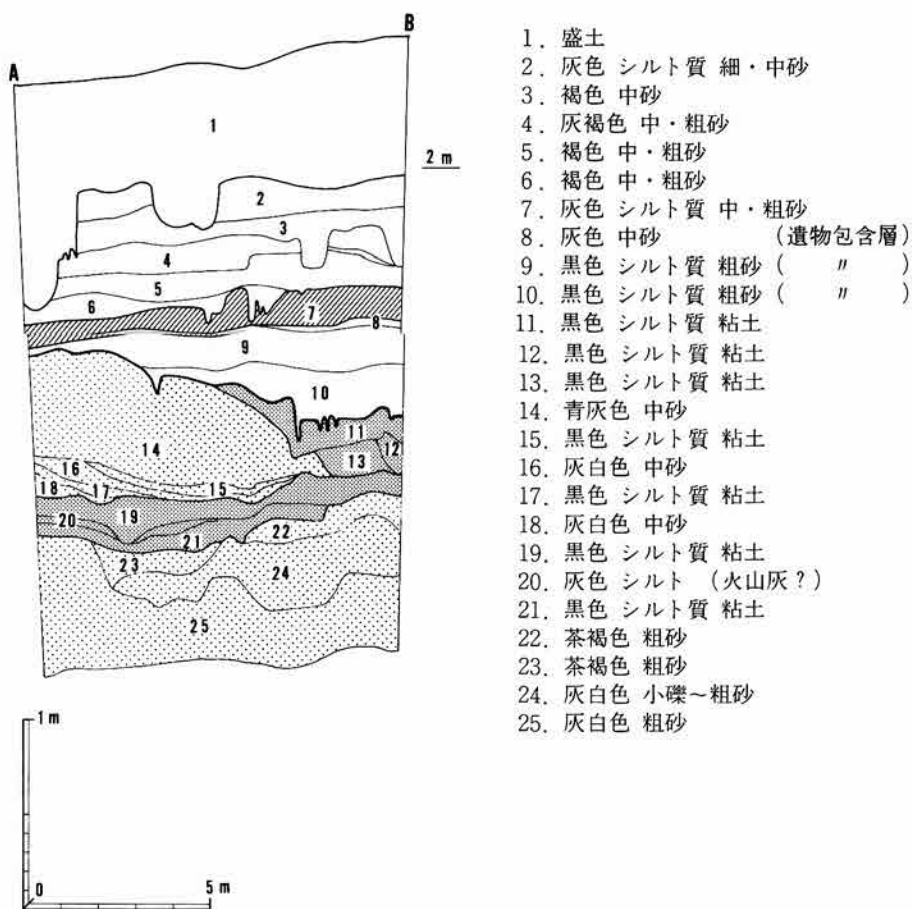 A
B
1
2 m
2
3
4
5
6
7
8
9
10
11
12
13
14
15
16
17
18
19
20
21
22
23
24
25
1 m
0
5 m
1. 盛土
2. 灰色 シルト質 細・中砂
3. 褐色 中砂
4. 灰褐色 中・粗砂
5. 褐色 中・粗砂
6. 褐色 中・粗砂
7. 灰色 シルト質 中・粗砂
8. 灰色 中砂 (遺物包含層)
9. 黒色 シルト質 粗砂 ( 〃 )
10. 黒色 シルト質 粗砂 ( 〃 )
11. 黒色 シルト質 粘土
12. 黒色 シルト質 粘土
13. 黒色 シルト質 粘土
14. 青灰色 中砂
15. 黒色 シルト質 粘土
16. 灰白色 中砂
17. 黒色 シルト質 粘土
18. 灰白色 中砂
19. 黒色 シルト質 粘土
20. 灰色 シルト (火山灰?)
21. 黒色 シルト質 粘土
22. 茶褐色 粗砂
23. 茶褐色 粗砂
24. 灰白色 小礫~粗砂
25. 灰白色 粗砂